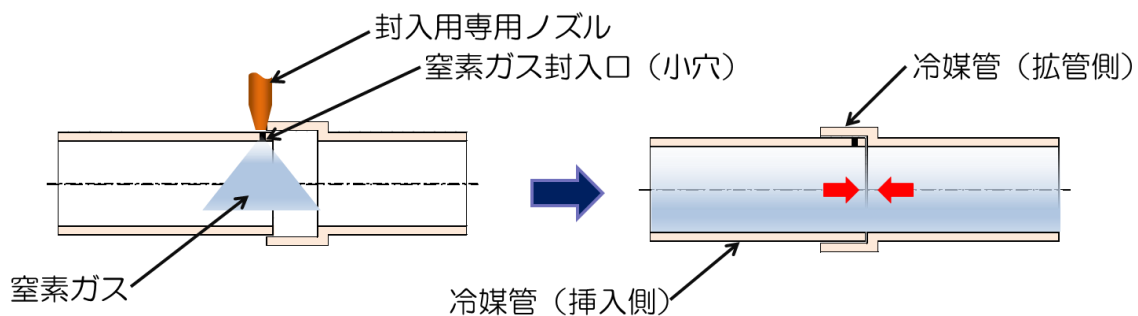 封入用専用ノズル
窒素ガス封入口（小穴）
冷媒管（拡管側）
窒素ガス
冷媒管（挿入側）